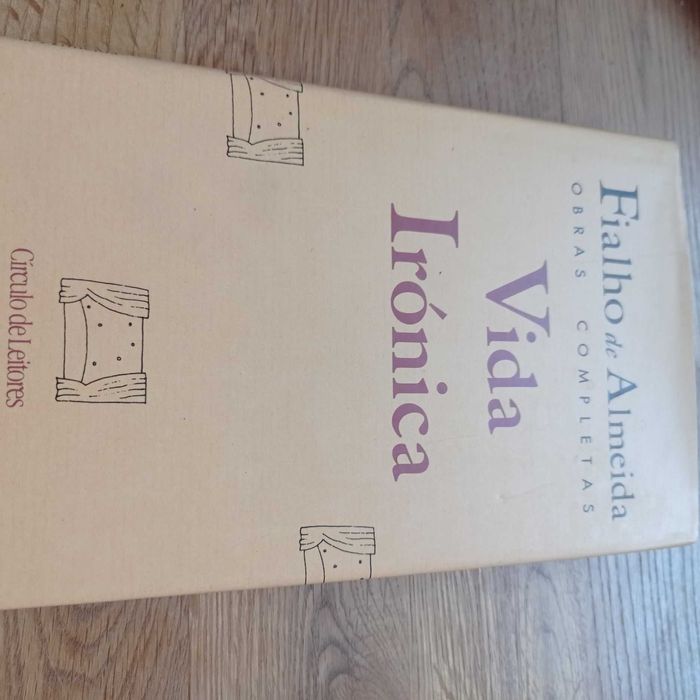 Fialho de Almeida
OBRAS COMPLETAS
Vida
Irónica
Círculo de Leitores